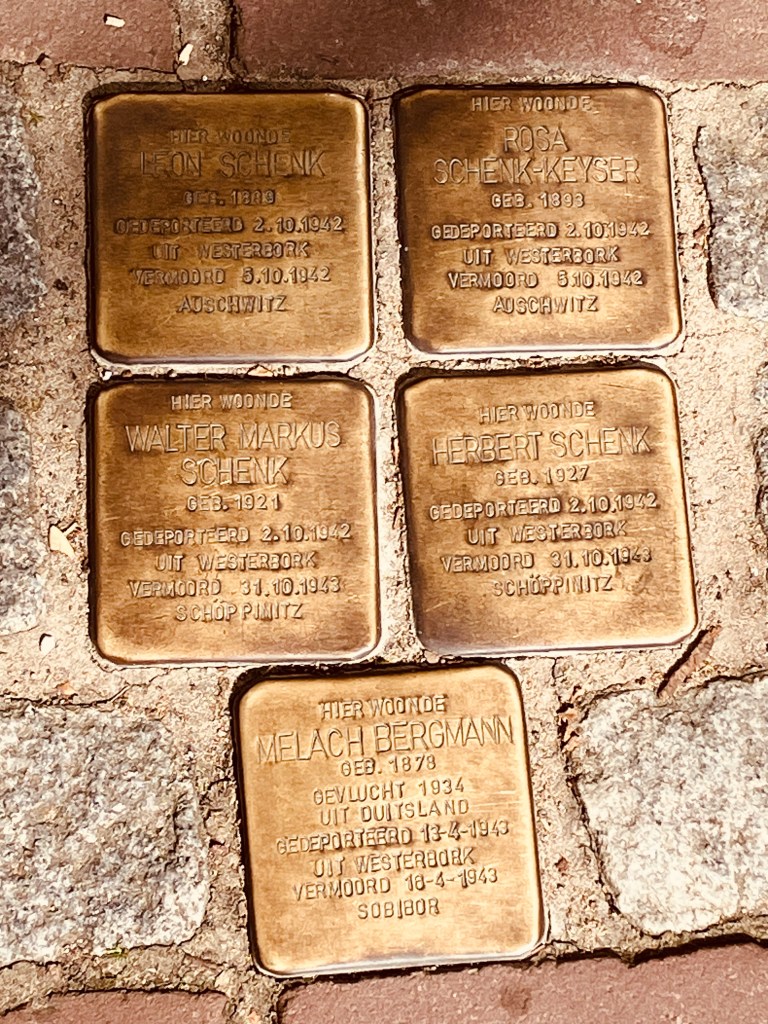 HIER WOONDE
LEON SCHENK
GEB. 1889
GEDEPORTEERD 2.10.1942
UIT WESTERBORK
VERMOORD 5.10.1942
AUSCHWITZ
HIER WOONDE
ROSA
SCHENK-KEYSER
GEB. 1893
GEDEPORTEERD 2.10.1942
UIT WESTERBORK
VERMOORD 5.10.1942
AUSCHWITZ
HIER WOONDE
WALTER MARKUS
SCHENK
GEB. 1921
GEDEPORTEERD 2.10.1942
UIT WESTERBORK
VERMOORD 31.10.1943
SCHÖPPINITZ
HIER WOONDE
HERBERT SCHENK
GEB. 1927
GEDEPORTEERD 2.10.1942
UIT WESTERBORK
VERMOORD 31.10.1943
SCHÖPPINITZ
HIER WOONDE
MELACH BERGMANN
GEB. 1878
GEVLUCHT 1934
UIT DUITSLAND
GEDEPORTEERD 13-4-1943
UIT WESTERBORK
VERMOORD 16-4-1943
SOBIBOR